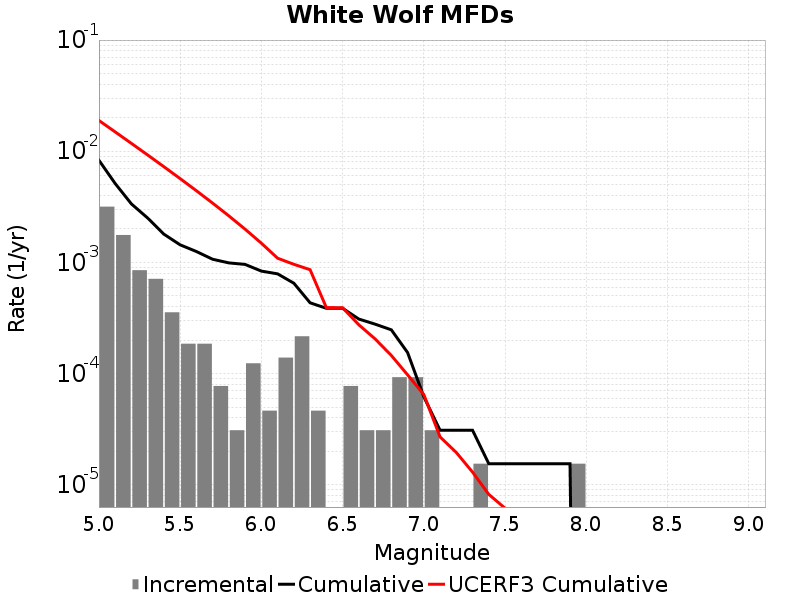 White Wolf MFDs
10^-1
10^-2
10^-3
10^-4
10^-5
Rate (1/yr)
5.0 5.5 6.0 6.5 7.0 7.5 8.0 8.5 9.0
Magnitude
Incremental Cumulative UCERF3 Cumulative